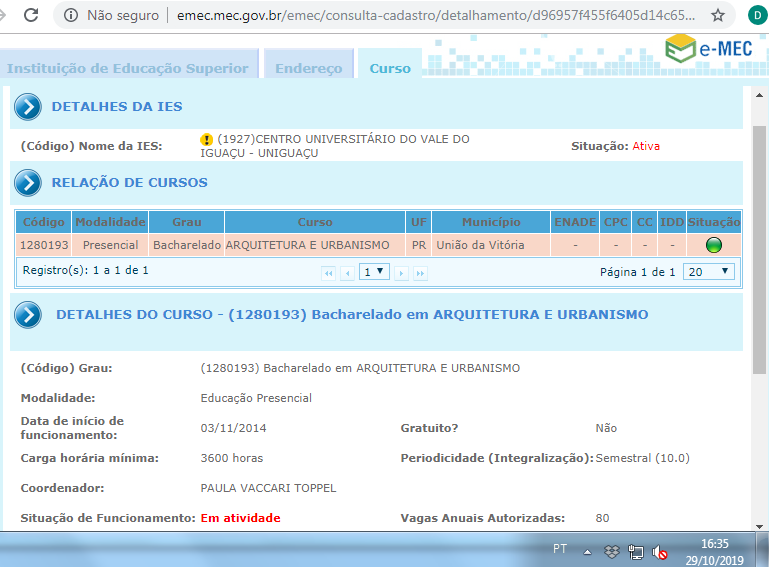 Não seguro | emec.mec.gov.br/emec/consulta-cadastro/detalhamento/d96957f455f6405d14c65... D
e-MEC
Instituição de Educação Superior Endereço Curso
DETALHES DA IES
(Código) Nome da IES: (1927)CENTRO UNIVERSITÁRIO DO VALE DO IGUAÇU - UNIGUAÇU Situação: Ativa
RELAÇÃO DE CURSOS
Código Modalidade Grau Curso UF Município ENADE CPC CC IDD Situação
1280193 Presencial Bacharelado ARQUITETURA E URBANISMO PR União da Vitória - - - -
Registro(s): 1 a 1 de 1 1 Página 1 de 1 20
DETALHES DO CURSO - (1280193) Bacharelado em ARQUITETURA E URBANISMO
(Código) Grau: (1280193) Bacharelado em ARQUITETURA E URBANISMO
Modalidade: Educação Presencial
Data de início de funcionamento: 03/11/2014 Gratuito? Não
Carga horária mínima: 3600 horas Periodicidade (Integralização): Semestral (10.0)
Coordenador: PAULA VACCARI TOPPEL
Situação de Funcionamento: Em atividade Vagas Anuais Autorizadas: 80
PT 16:35
29/10/2019